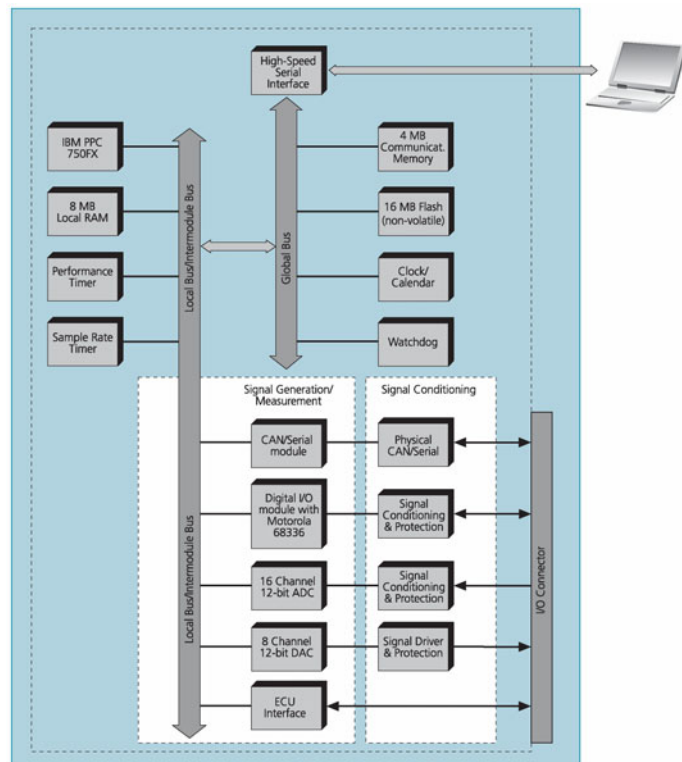 High-Speed
Serial
Interface
IBM PPC
750FX
8 MB
Local RAM
Performance
Timer
Sample Rate
Timer
Local Bus/Intermodule Bus
Global Bus
4 MB
Communicat.
Memory
16 MB Flash
(non-volatile)
Clock/
Calendar
Watchdog
Signal Generation/
Measurement
Signal Conditioning
CAN/Serial
module
Physical
CAN/Serial
Digital I/O
module with
Motorola
68336
Signal
Conditioning
& Protection
16 Channel
12-bit ADC
Signal
Conditioning
& Protection
8 Channel
12-bit DAC
Signal Driver
& Protection
ECU
Interface
Local Bus/Intermodule Bus
I/O Connector